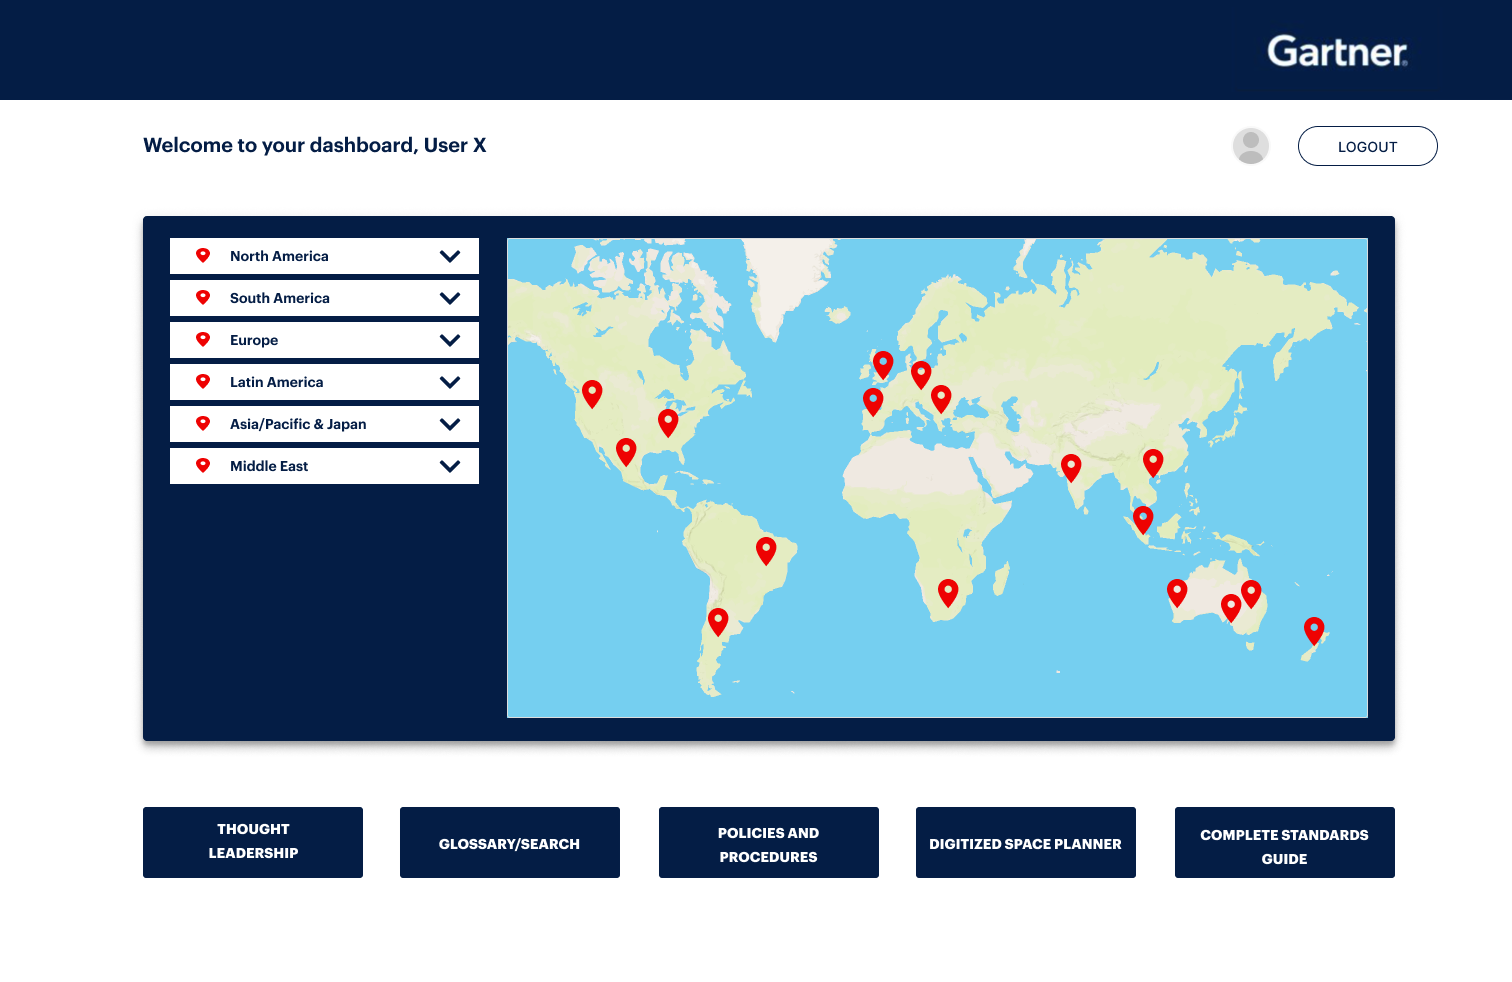 Gartner®
Welcome to your dashboard, User X
LOGOUT
North America
South America
Europe
Latin America
Asia/Pacific & Japan
Middle East
THOUGHT
LEADERSHIP
GLOSSARY/SEARCH
POLICIES AND
PROCEDURES
DIGITIZED SPACE PLANNER
COMPLETE STANDARDS
GUIDE